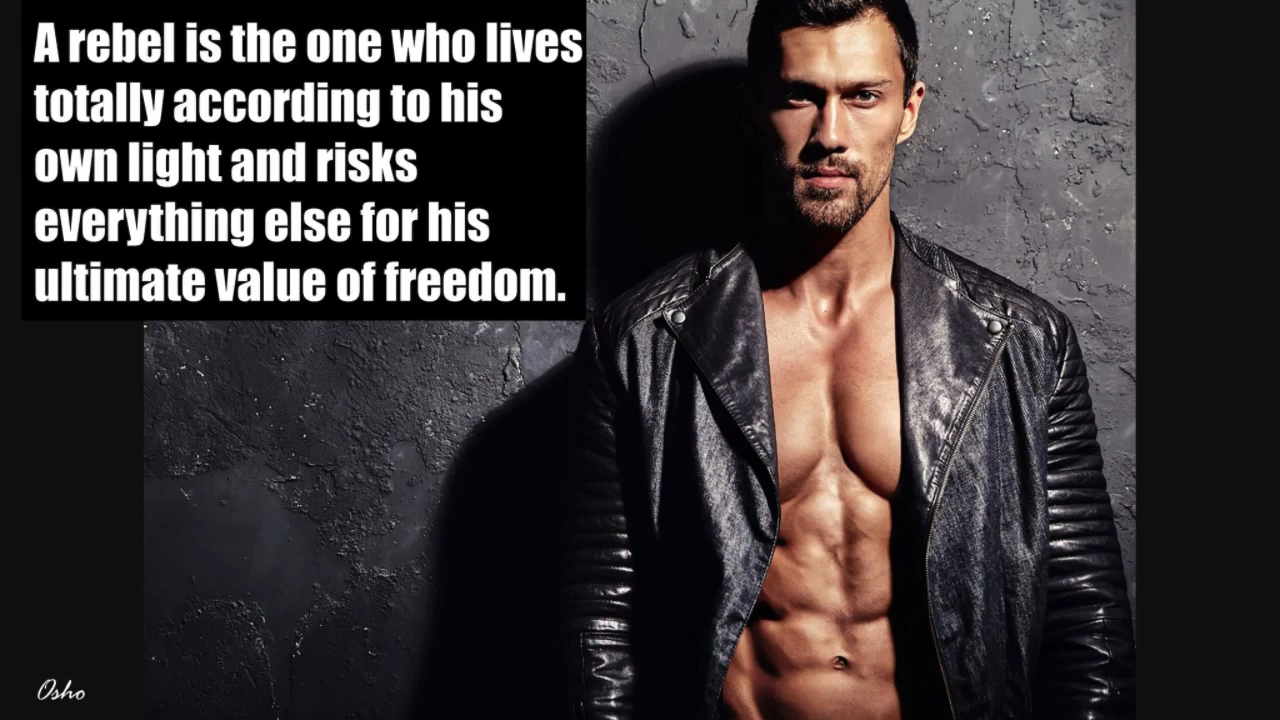 A rebel is the one who lives
totally according to his
own light and risks
everything else for his
ultimate value of freedom.
Osho